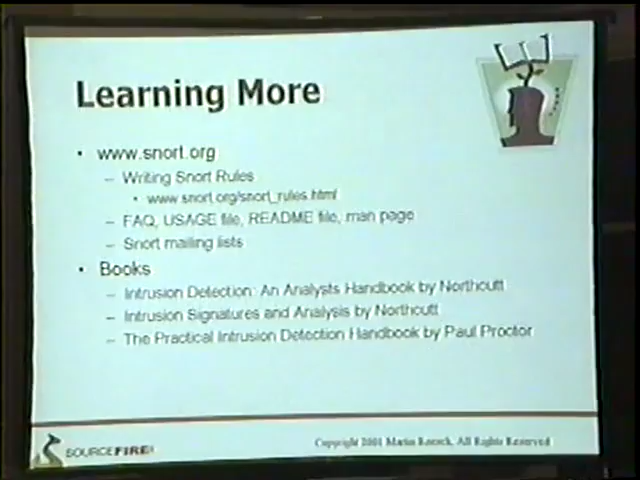 Learning More
• www.snort.org
– Writing Snort Rules
• www.snort.org/snort_rules.html
– FAQ, USAGE file, README file, man page
– Snort mailing lists
• Books
– Intrusion Detection: An Analysts Handbook by Northcutt
– Intrusion Signatures and Analysis by Northcutt
– The Practical Intrusion Detection Handbook by Paul Proctor
SOURCEFIRE
Copyright 2001 Martin Roesch, All Rights Reserved